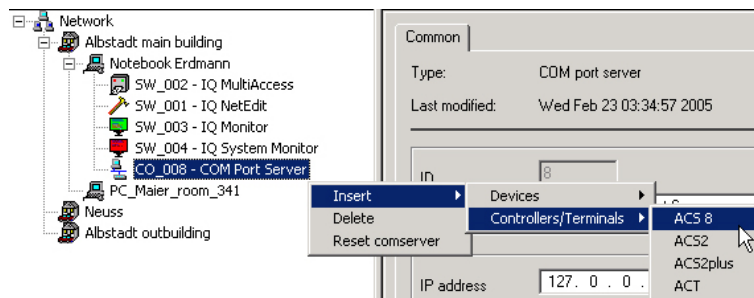 Network
Albstadt main building
Notebook Erdmann
SW_002 - IQ MultiAccess
SW_001 - IQ NetEdit
SW_003 - IQ Monitor
SW_004 - IQ System Monitor
CO_008 - COM Port Server
PC_Maier_room_341
Neuss
Albstadt outbuilding
Common
Type: COM port server
Last modified: Wed Feb 23 03:34:57 2005
ID 8
Insert
Delete
Reset comserver
Devices
Controllers/Terminals
ACS 8
ACS2
ACS2plus
ACT
IP address 127. 0 . 0 .